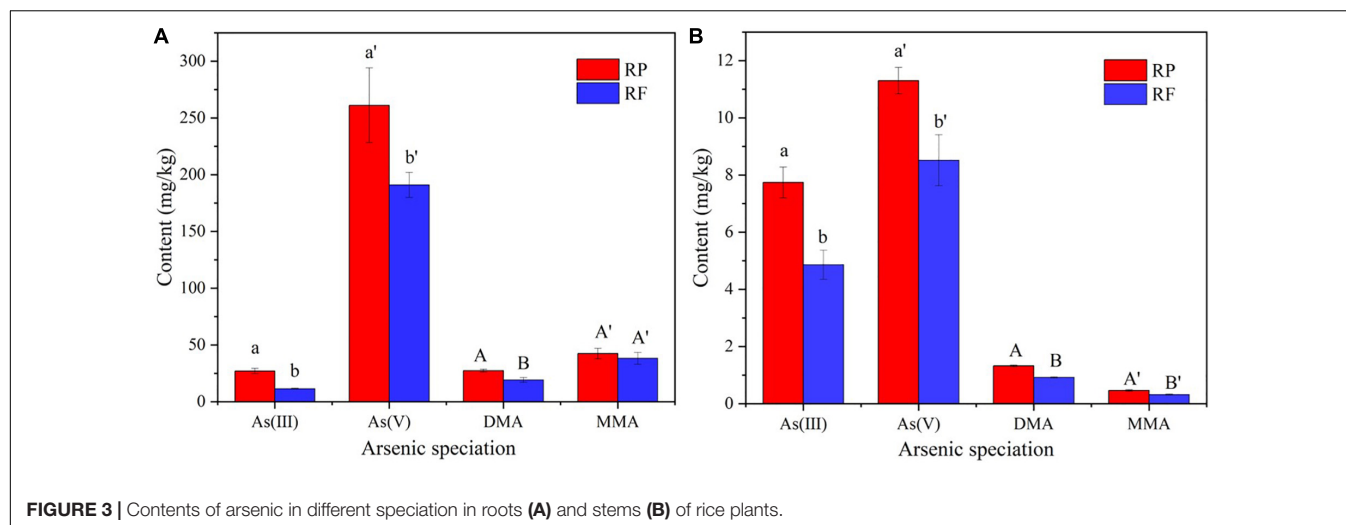 A
300
250
200
150
100
50
0
Content (mg/kg)
a'
b'
a
b
A
B
A'
A'
RP
RF
As(III) As(V) DMA MMA
Arsenic speciation
B
12
10
8
6
4
2
0
Content (mg/kg)
a
b
a'
b'
A
B
A'
B'
RP
RF
As(III) As(V) DMA MMA
Arsenic speciation
FIGURE 3 | Contents of arsenic in different speciation in roots (A) and stems (B) of rice plants.